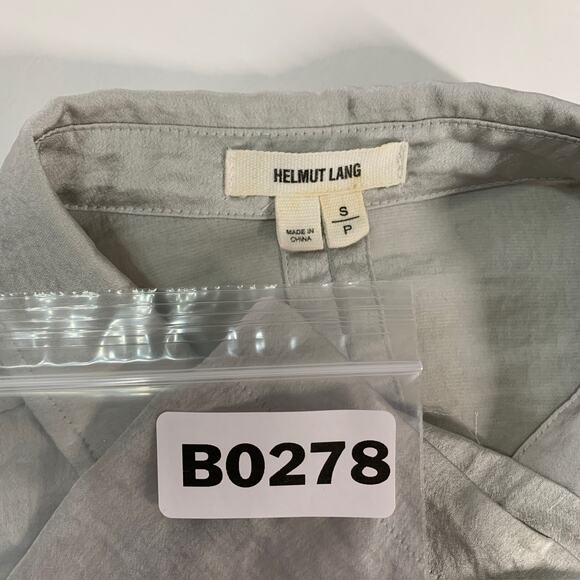 HELMUT LANG
MADE IN
CHINA
S
P
B0278